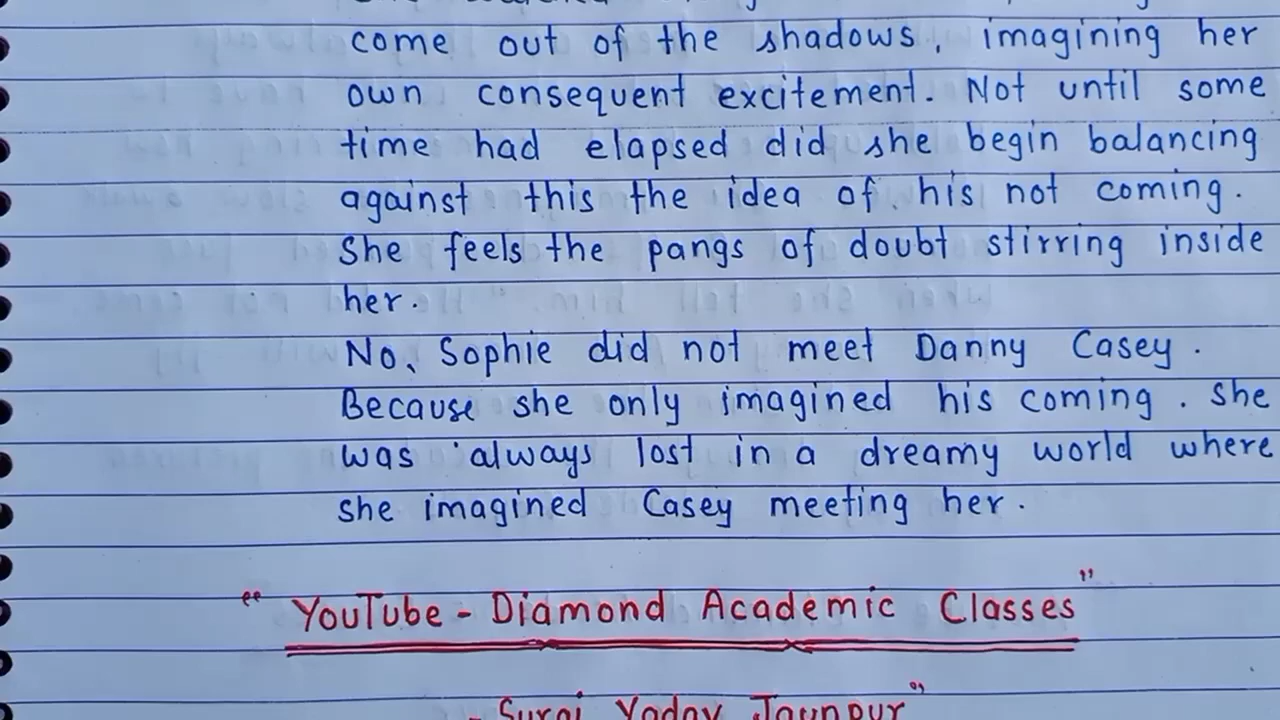 come out of the shadows, imagining her
own consequent excitement. Not until some
time had elapsed did she begin balancing
against this the idea of his not coming.
She feels the pangs of doubt stirring inside
her.
No, Sophie did not meet Danny Casey.
Because she only imagined his coming. She
was always lost in a dreamy world where
she imagined Casey meeting her.
"YouTube - Diamond Academic Classes"
- Suraj Yadav Jaunpur"